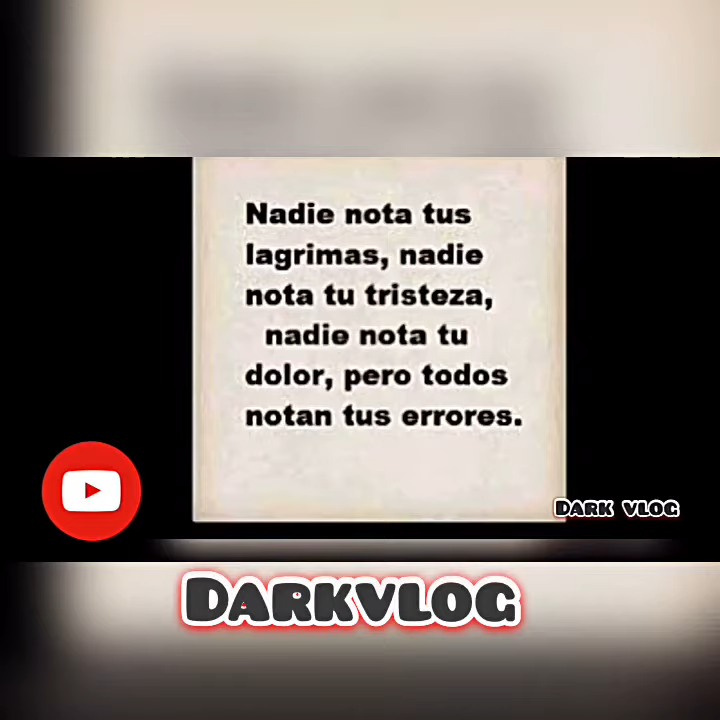 Nadie nota tus
lagrimas, nadie
nota tu tristeza,
nadie nota tu
dolor, pero todos
notan tus errores.
DARK VLOG
DARKVLOG